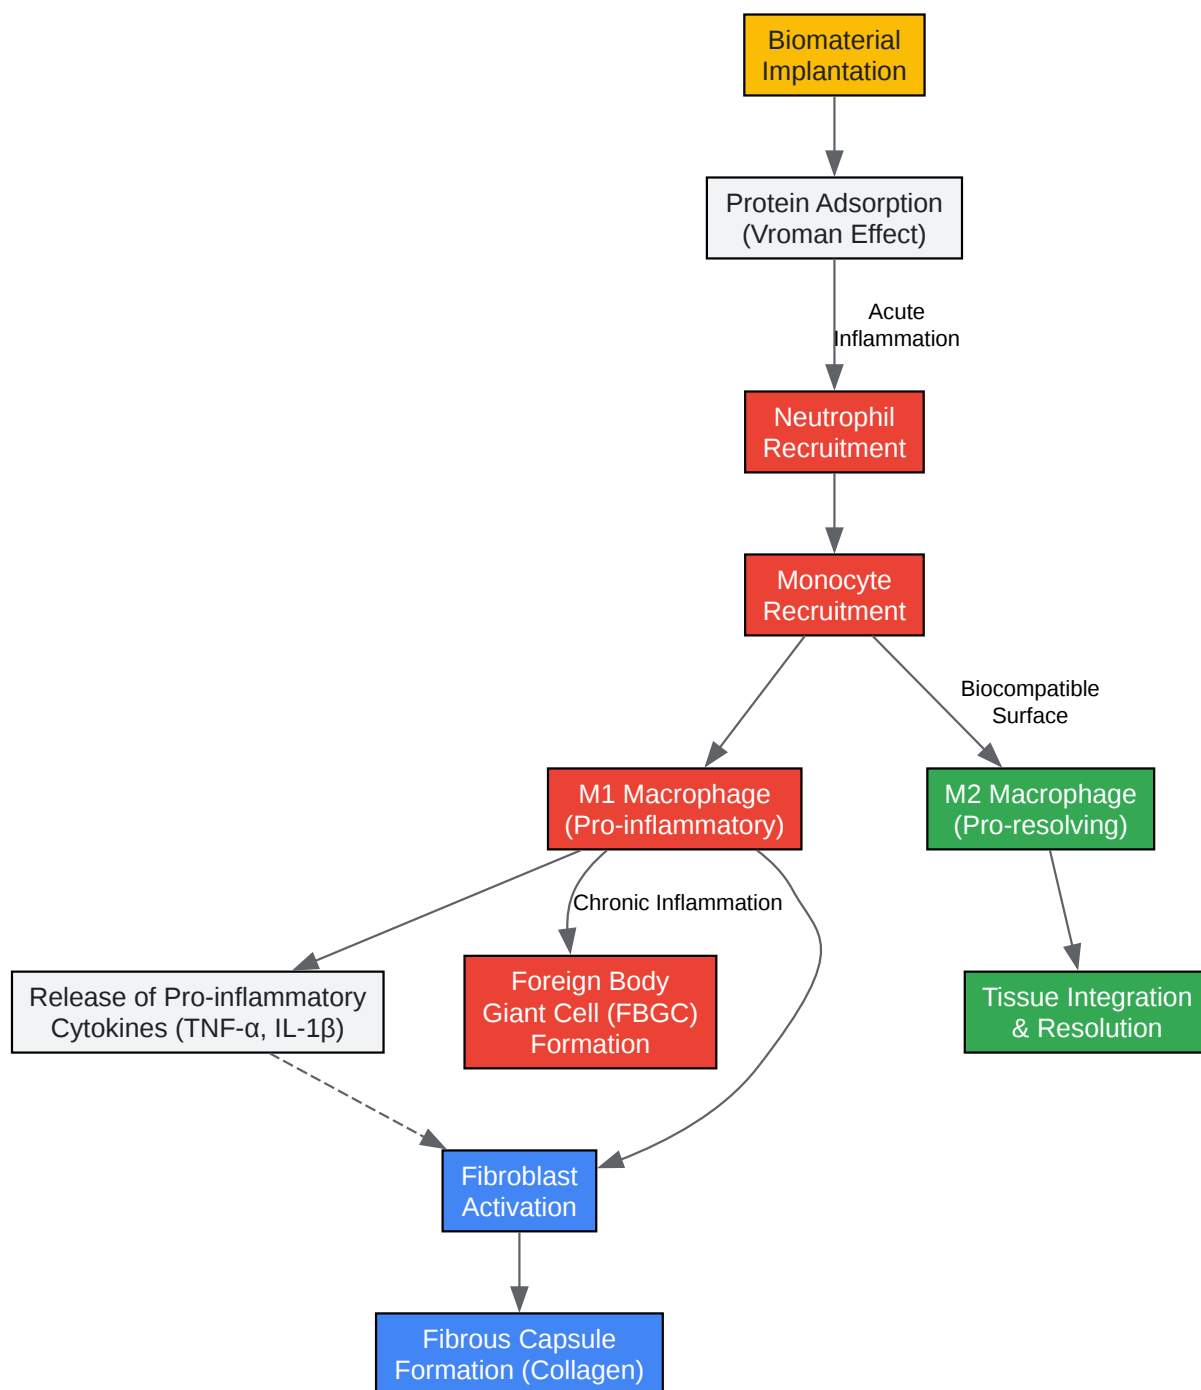 Biomaterial
Implantation
Protein Adsorption
(Vroman Effect)
Acute
Inflammation
Neutrophil
Recruitment
Monocyte
Recruitment
Biocompatible
Surface
M1 Macrophage
(Pro-inflammatory)
M2 Macrophage
(Pro-resolving)
Chronic Inflammation
Release of Pro-inflammatory
Cytokines (TNF-α, IL-1β)
Foreign Body
Giant Cell (FBGC)
Formation
Tissue Integration
& Resolution
Fibroblast
Activation
Fibrous Capsule
Formation (Collagen)